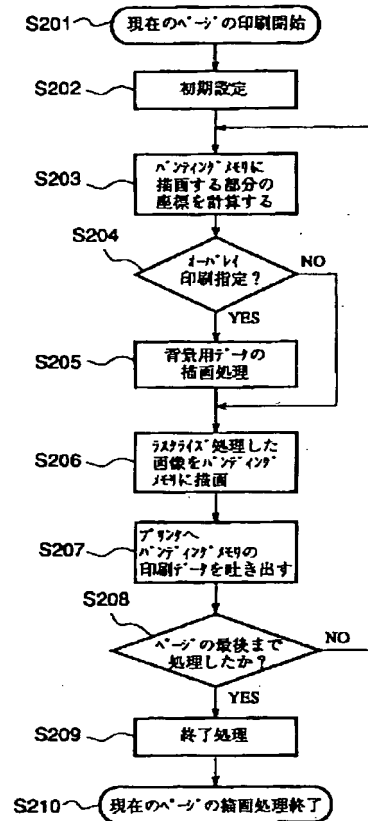 S201
現在のﾍﾟｰｼﾞの印刷開始
S202
初期設定
S203
ﾊﾞﾝﾃｨﾝｸﾞﾒﾓﾘに
描画する部分の
座標を計算する
S204
ｵｰﾊﾞﾚｲ
印刷指定？
NO
YES
S205
背景用ﾃﾞｰﾀの
描画処理
S206
ﾗｽﾀﾗｲｽﾞ処理した
画像をﾊﾞﾝﾃﾞｨﾝｸﾞ
ﾒﾓﾘに描画
S207
プリンタへ
ﾊﾞﾝﾃﾞｨﾝｸﾞﾒﾓﾘの
印刷データを吐き出す
S208
ﾍﾟｰｼﾞの最後まで
処理したか？
NO
YES
S209
終了処理
S210
現在のﾍﾟｰｼﾞの描画処理終了